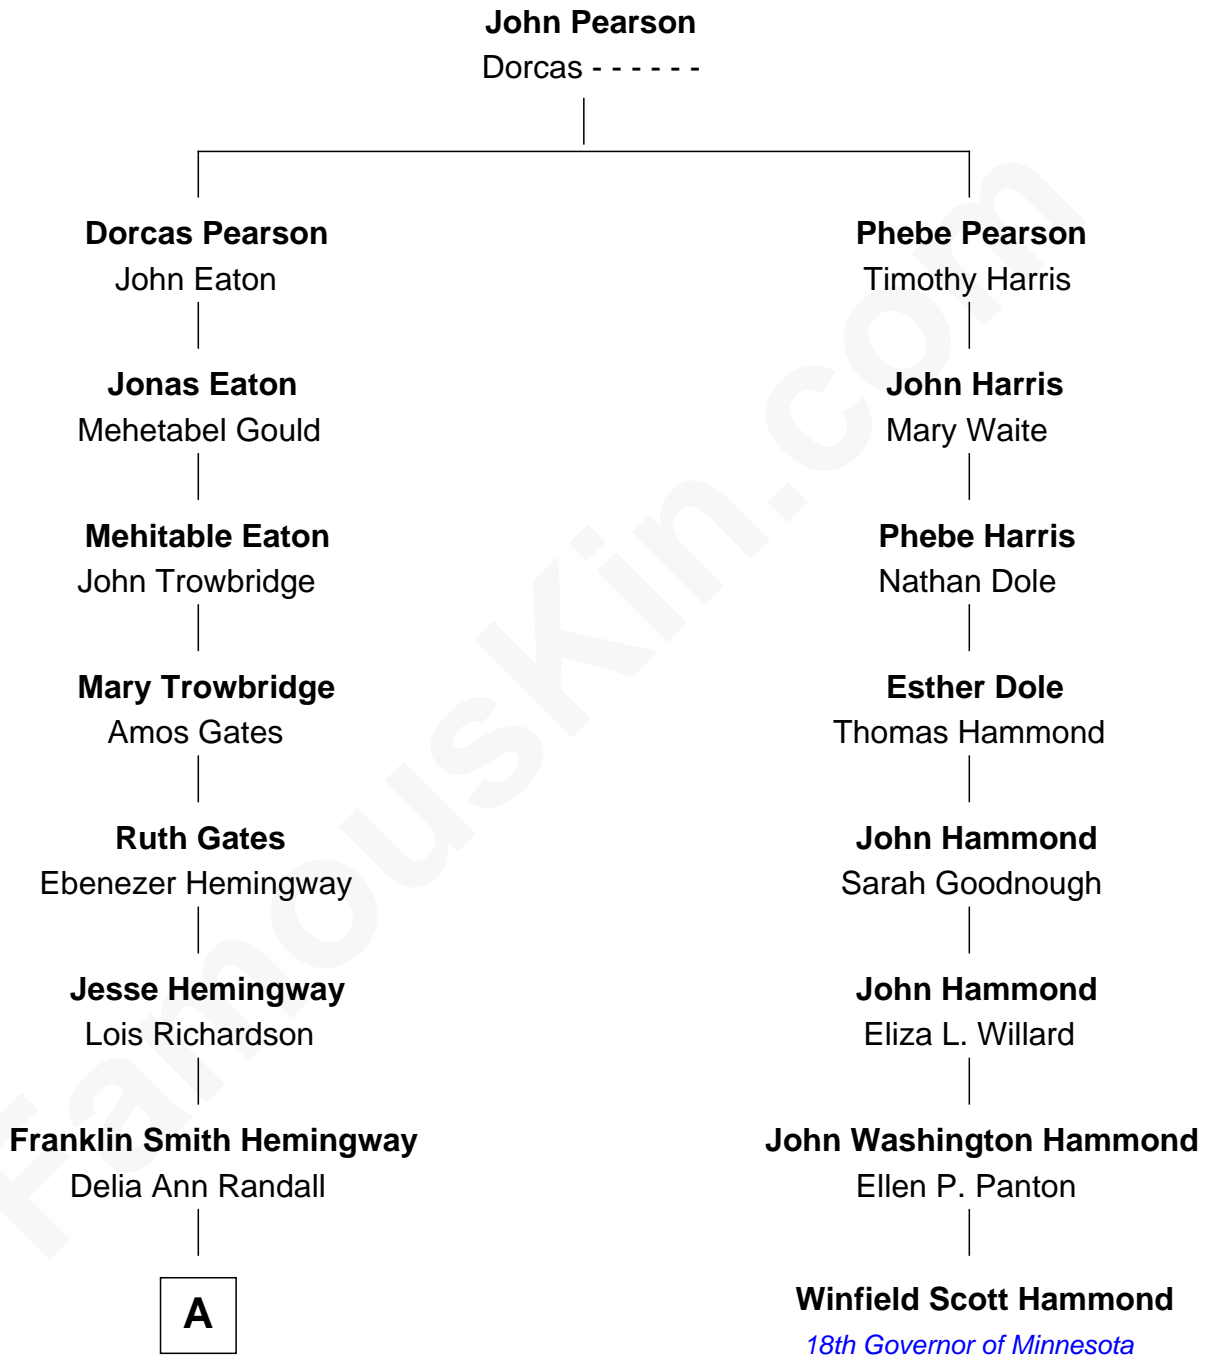 John Pearson
Dorcas - - - - - -
Dorcas Pearson
John Eaton
Phebe Pearson
Timothy Harris
Jonas Eaton
Mehetabel Gould
John Harris
Mary Waite
Mehitable Eaton
John Trowbridge
Phebe Harris
Nathan Dole
Mary Trowbridge
Amos Gates
Esther Dole
Thomas Hammond
Ruth Gates
Ebenezer Hemingway
John Hammond
Sarah Goodnough
Jesse Hemingway
Lois Richardson
John Hammond
Eliza L. Willard
Franklin Smith Hemingway
Delia Ann Randall
John Washington Hammond
Ellen P. Panton
A
Winfield Scott Hammond
18th Governor of Minnesota
FamousKin.com